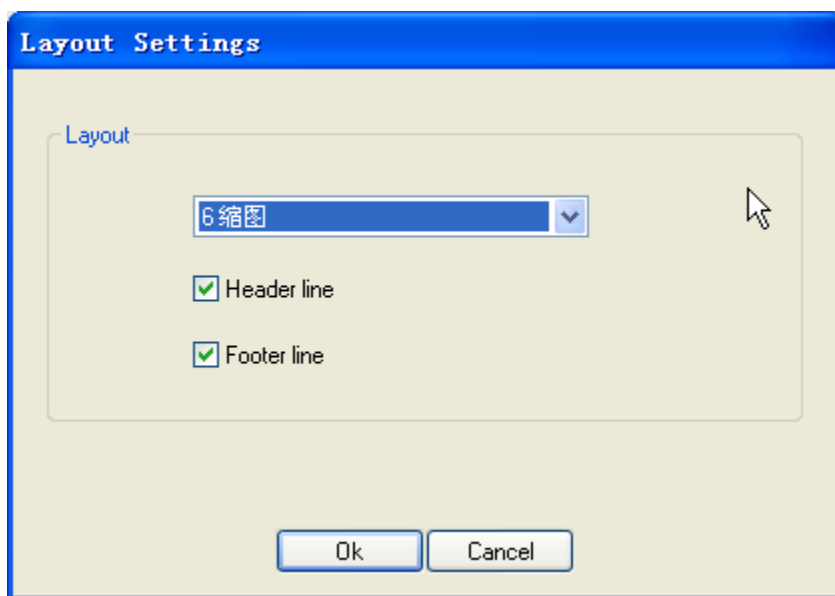 Layout Settings
Layout
6缩图
Header line
Footer line
Ok
Cancel